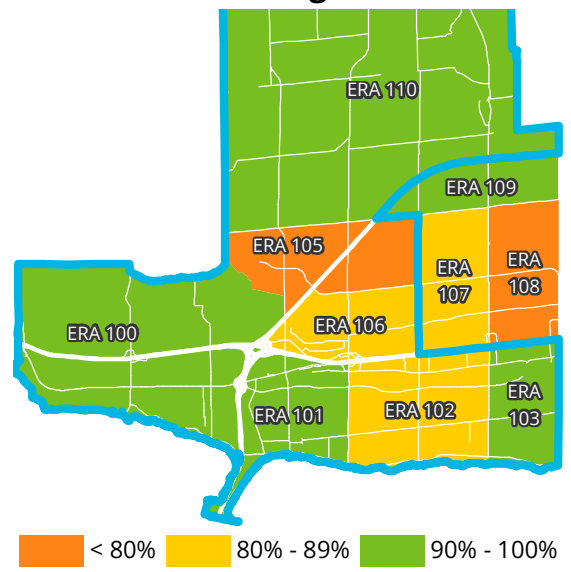 ERA 110
ERA 109
ERA 105
ERA
107
ERA
108
ERA 106
ERA 100
ERA 101
ERA 102
ERA
103
< 80%
80% - 89%
90% - 100%